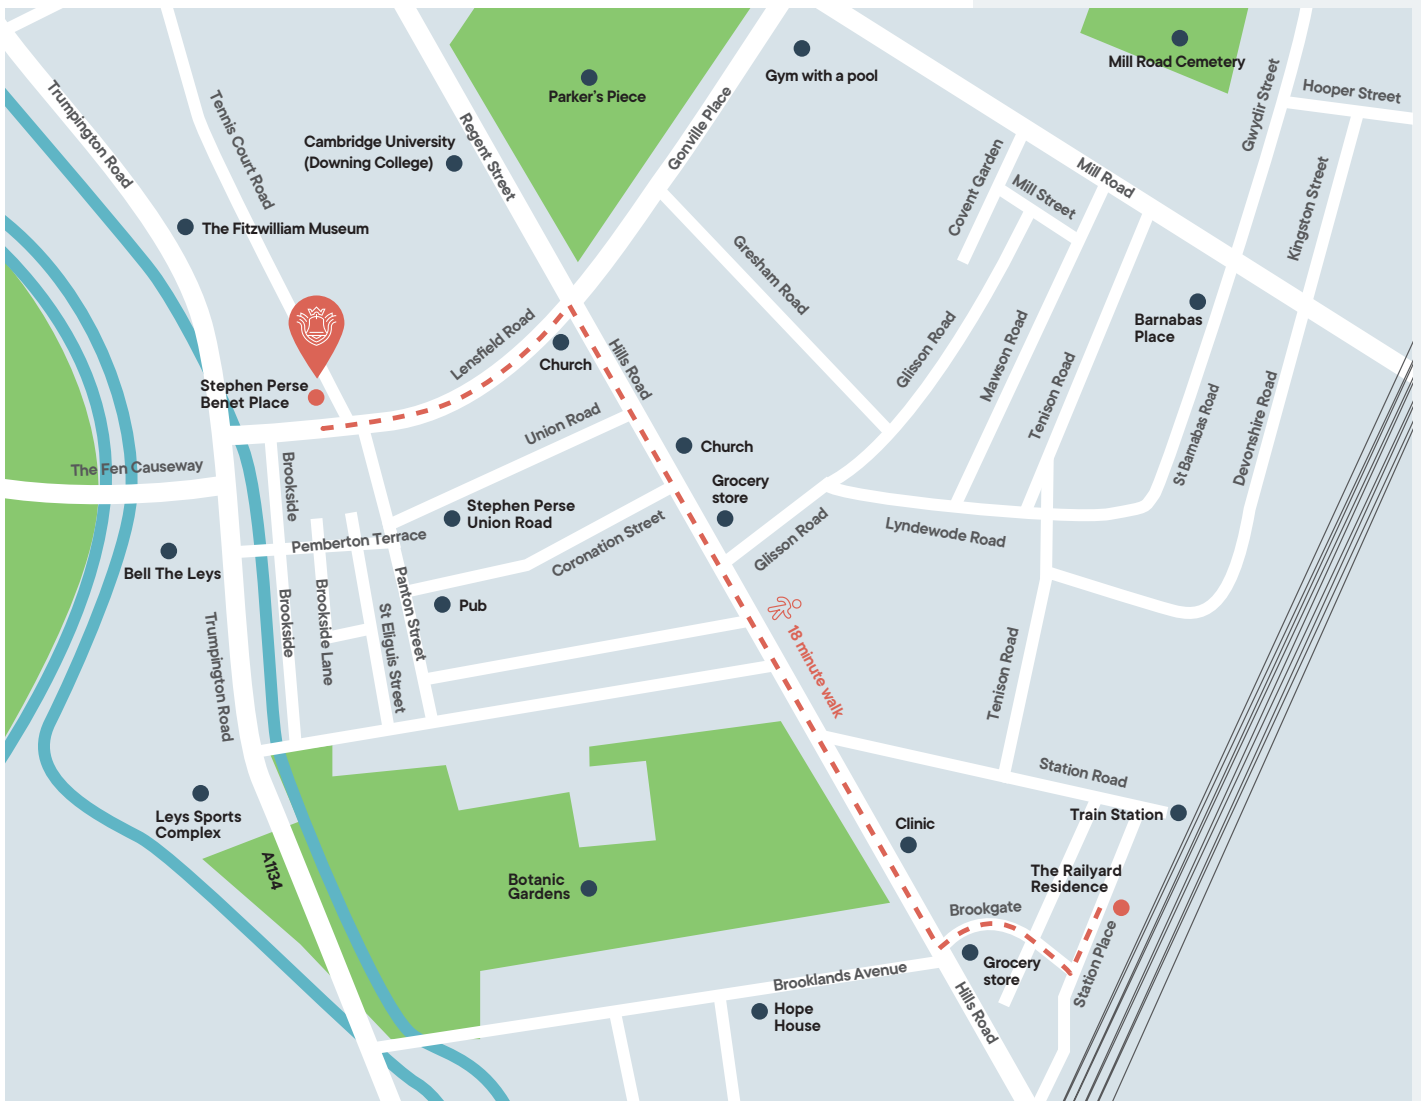 Mill Road Cemetery
Gym with a pool
Parker's Piece
Hooper Street
Gwydir Street
Trumpington Road
Tennis Court Road
Cambridge University
(Downing College)
Regent Street
Gonville Place
Covent Garden
Mill Street
Mill Road
Kingston Street
The Fitzwilliam Museum
Gresham Road
Barnabas
Place
Lensfield Road
Church
Hills Road
Glisson Road
Mawson Road
Tenison Road
St Barnabas Road
Devonshire Road
Stephen Perse
Benet Place
Union Road
Church
The Fen Causeway
Brookside
Grocery
store
Stephen Perse
Union Road
Coronation Street
Glisson Road
Lyndewode Road
Pemberton Terrace
Bell The Leys
Brookside
Brookside Lane
St Eliguis Street
Panton Street
Pub
18 minute walk
Trumpington Road
Tenison Road
Station Road
Train Station
Leys Sports
Complex
Clinic
A1134
Botanic
Gardens
The Railyard
Residence
Brookgate
Station Place
Grocery
store
Brooklands Avenue
Hope
House
Hills Road